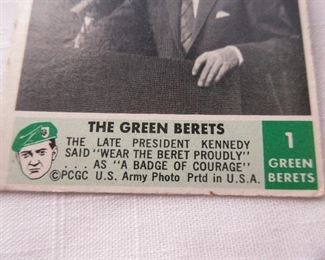 THE GREEN BERETS
THE LATE PRESIDENT KENNEDY
SAID "WEAR THE BERET PROUDLY"
. . . AS "A BADGE OF COURAGE"
©PCGC U.S. Army Photo Prtd in U.S.A.
1
GREEN
BERETS